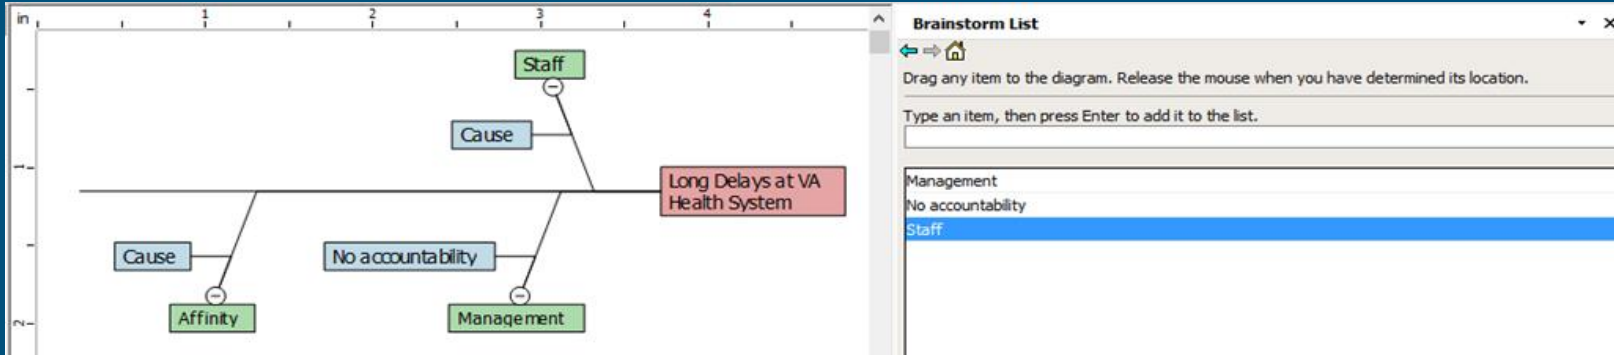 in 1 2 3 4
Staff
Cause
1
Long Delays at VA
Health System
Cause
No accountability
Affinity
Management
2
Brainstorm List
Drag any item to the diagram. Release the mouse when you have determined its location.
Type an item, then press Enter to add it to the list.
Management
No accountability
Staff